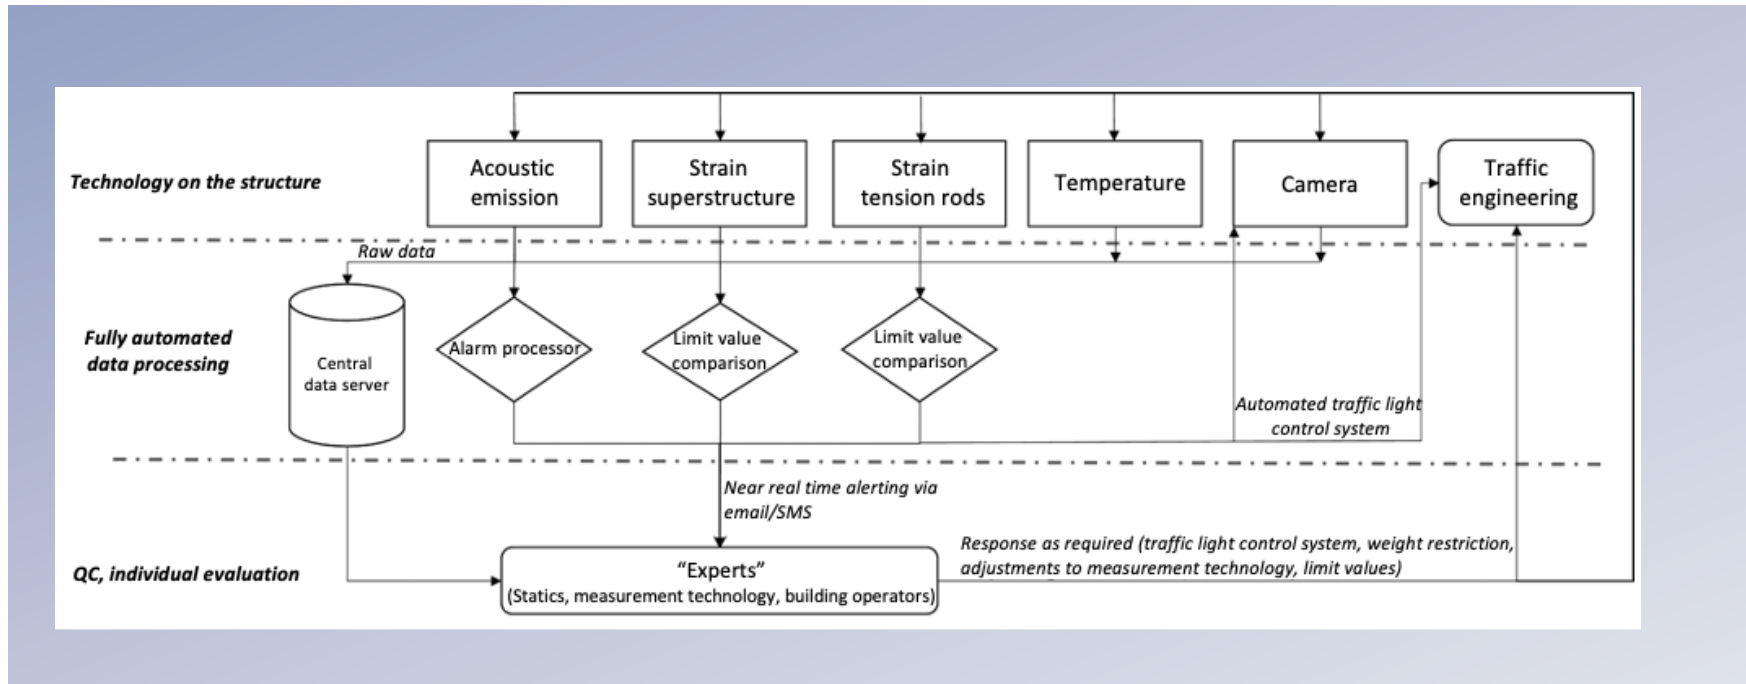 Acoustic
emission
Strain
superstructure
Strain
tension rods
Temperature
Camera
Traffic
engineering
Technology on the structure
Raw data
Fully automated
data processing
Central
data server
Alarm processor
Limit value
comparison
Limit value
comparison
Automated traffic light
control system
Near real time alerting via
email/SMS
QC, individual evaluation
“Experts”
(Statics, measurement technology, building operators)
Response as required (traffic light control system, weight restriction,
adjustments to measurement technology, limit values)